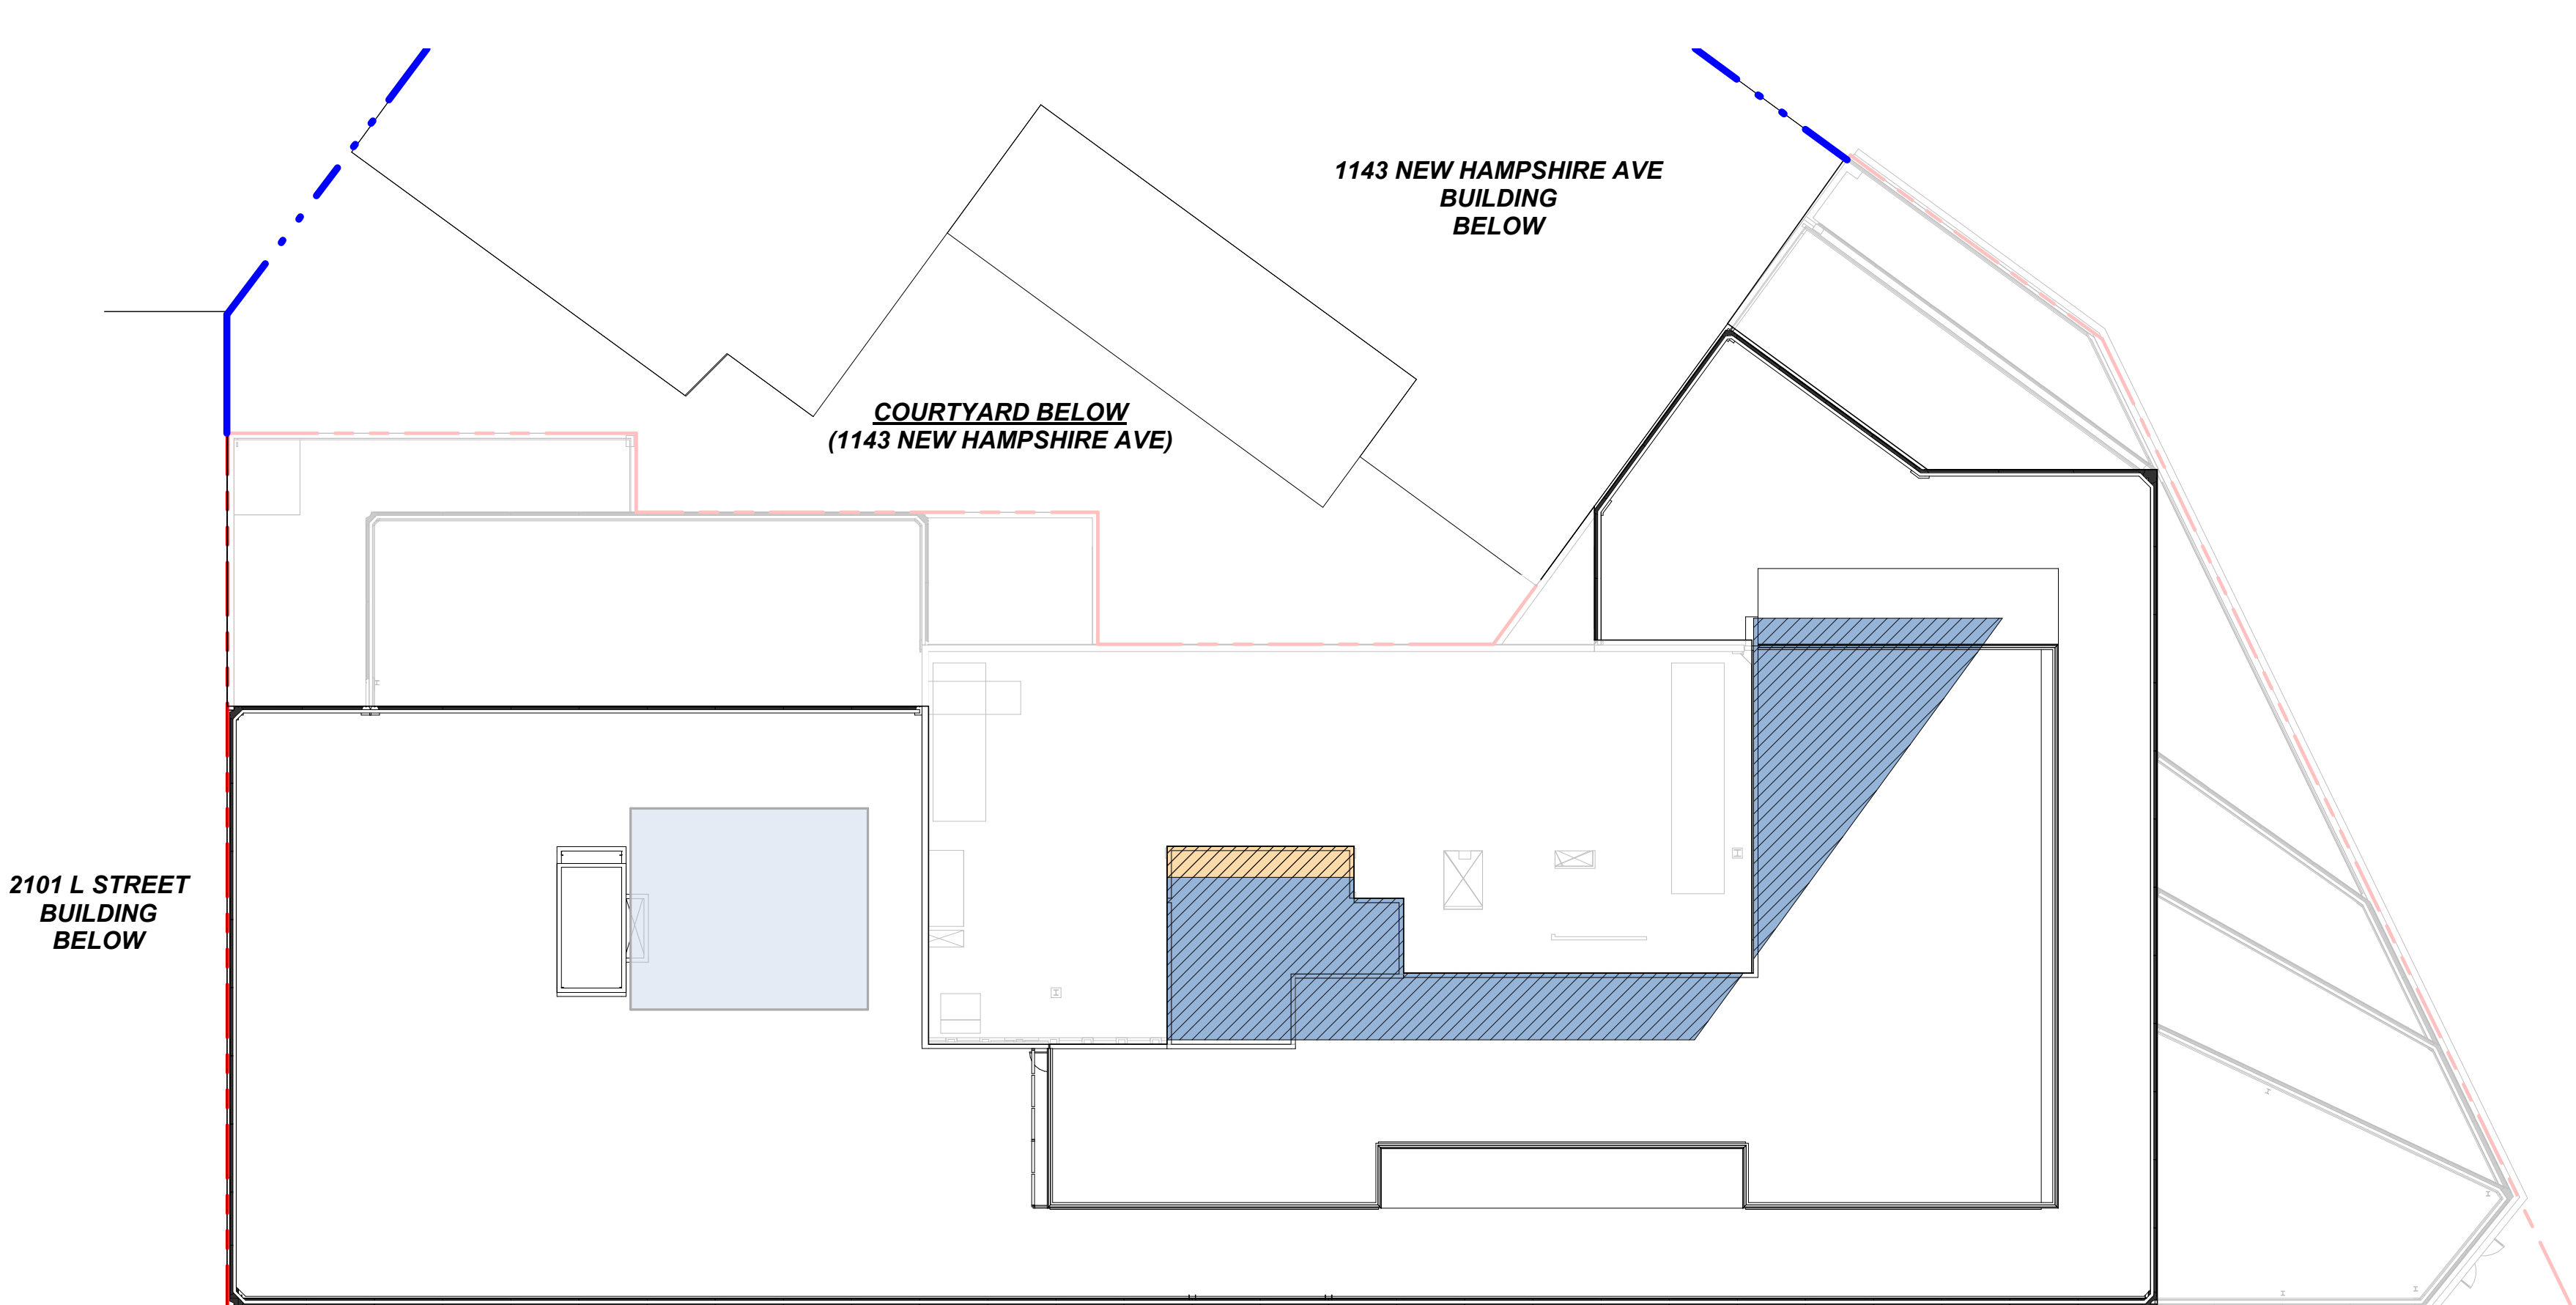 1143 NEW HAMPSHIRE AVE
BUILDING
BELOW
COURTYARD BELOW
(1143 NEW HAMPSHIRE AVE)
2101 L STREET
BUILDING
BELOW